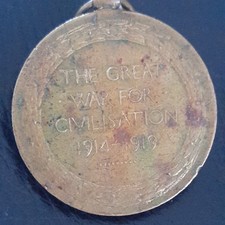 THE GREAT
WAR FOR
CIVILISATION
1914-1919